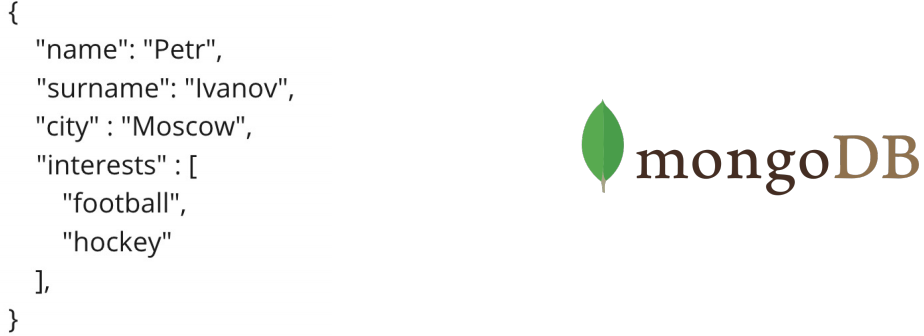 {
"name": "Petr",
"surname": "Ivanov",
"city" : "Moscow",
"interests" : [
"football",
"hockey"
],
}
mongoDB